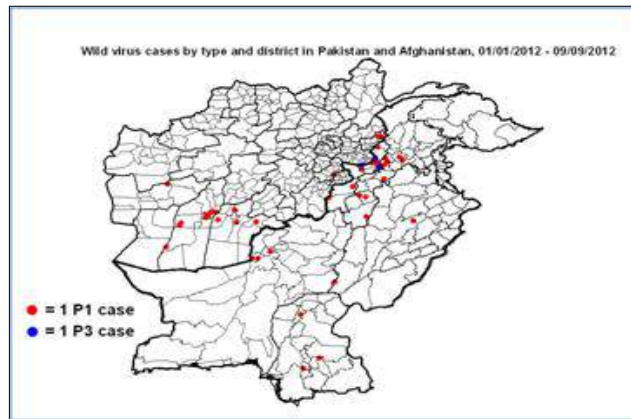 Wild virus cases by type and district in Pakistan and Afghanistan, 01/01/2012 - 09/09/2012
= 1 P1 case
= 1 P3 case